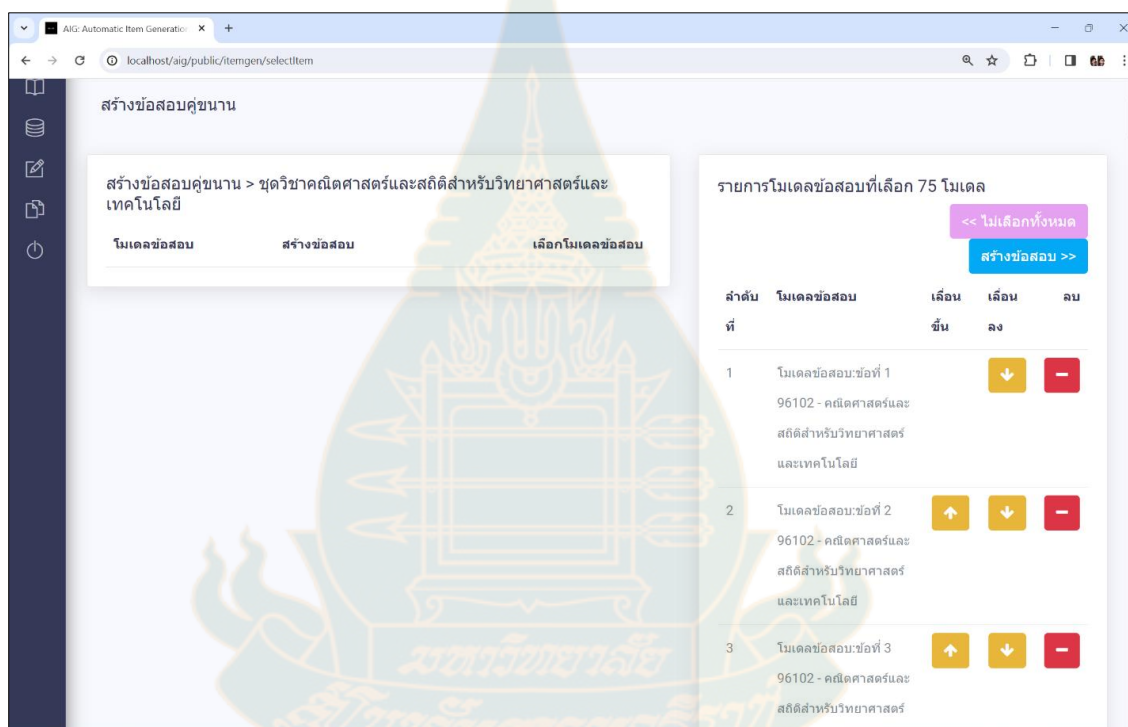 AIG: Automatic Item Generatio
localhost/aig/public/itemgen/selectItem
สร้างข้อสอบคู่ขนาน
สร้างข้อสอบคู่ขนาน > ชุดวิชาคณิตศาสตร์และสถิติสำหรับวิทยาศาสตร์และ
เทคโนโลยี
โมเดลข้อสอบ สร้างข้อสอบ เลือกโมเดลข้อสอบ
รายการโมเดลข้อสอบที่เลือก 75 โมเดล
<< ไม่เลือกทั้งหมด
สร้างข้อสอบ >>
ลำดับ โมเดลข้อสอบ เลื่อน เลื่อน ลบ
ที่ ขึ้น ลง
1 โมเดลข้อสอบ:ข้อที่ 1
96102 - คณิตศาสตร์และ
สถิติสำหรับวิทยาศาสตร์
และเทคโนโลยี
2 โมเดลข้อสอบ:ข้อที่ 2
96102 - คณิตศาสตร์และ
สถิติสำหรับวิทยาศาสตร์
และเทคโนโลยี
3 โมเดลข้อสอบ:ข้อที่ 3
96102 - คณิตศาสตร์และ
สถิติสำหรับวิทยาศาสตร์
มหาวิทยาลัย